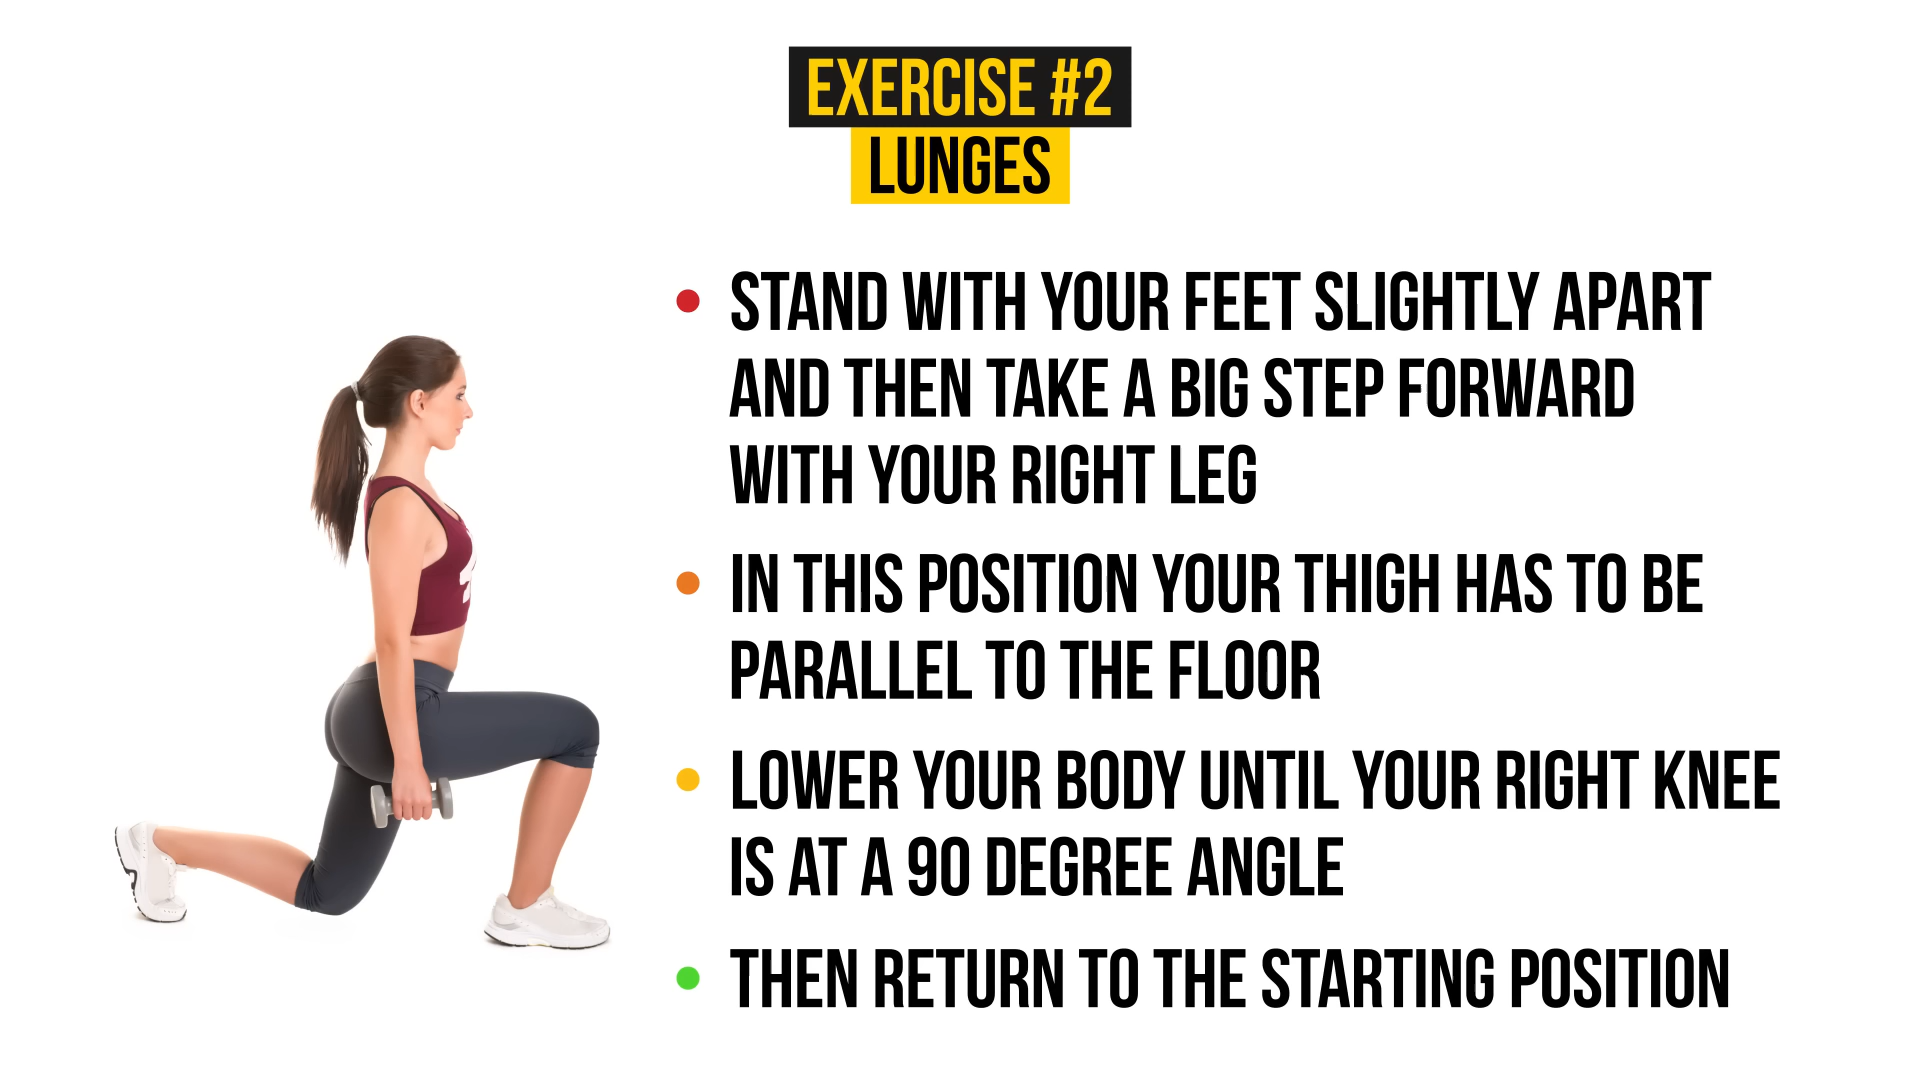 EXERCISE #2
LUNGES
STAND WITH YOUR FEET SLIGHTLY APART
AND THEN TAKE A BIG STEP FORWARD
WITH YOUR RIGHT LEG
IN THIS POSITION YOUR THIGH HAS TO BE
PARALLEL TO THE FLOOR
LOWER YOUR BODY UNTIL YOUR RIGHT KNEE
IS AT A 90 DEGREE ANGLE
THEN RETURN TO THE STARTING POSITION